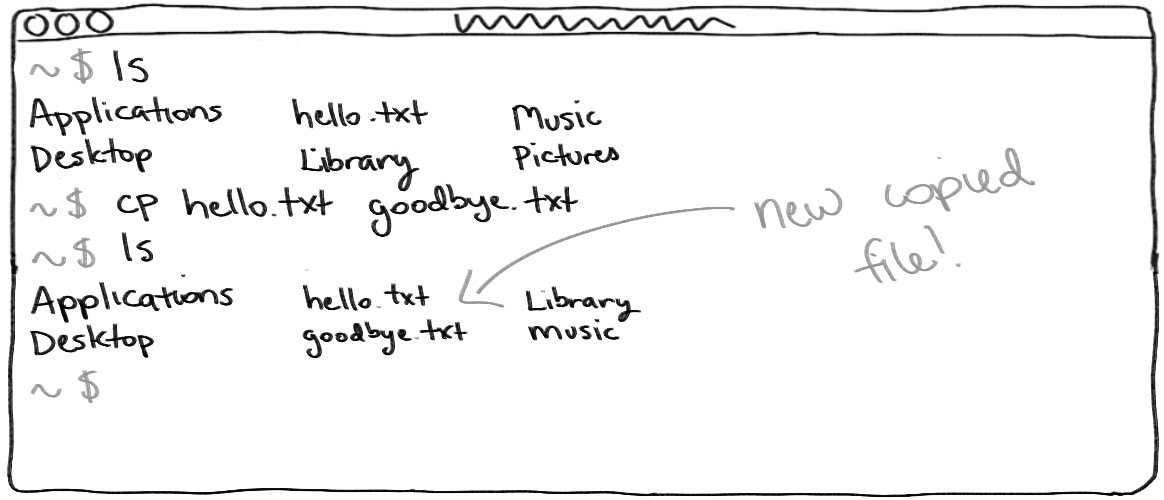 ~ $ ls
Applications hello.txt Music
Desktop Library Pictures
~ $ cp hello.txt goodbye.txt
~ $ ls
Applications hello.txt Library
Desktop goodbye.txt music
~ $
new copied
file!